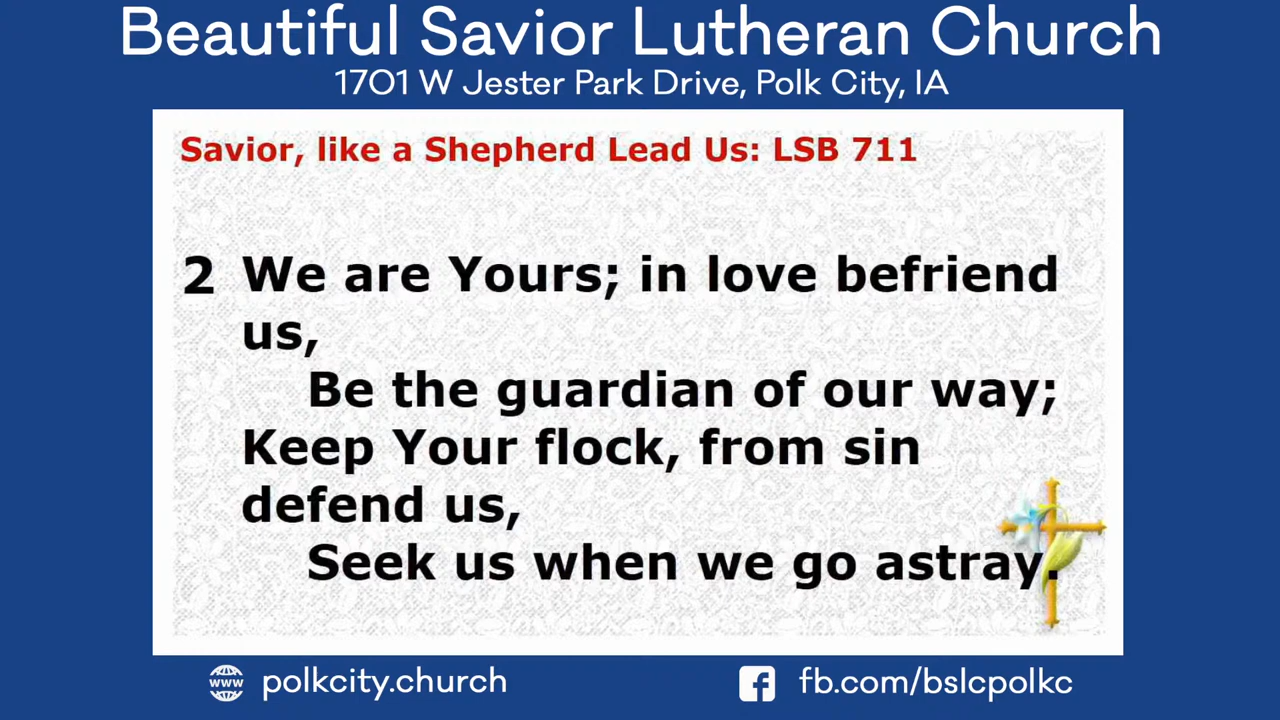 Beautiful Savior Lutheran Church
1701 W Jester Park Drive, Polk City, IA
Savior, like a Shepherd Lead Us: LSB 711
2 We are Yours; in love befriend
us,
Be the guardian of our way;
Keep Your flock, from sin
defend us,
Seek us when we go astray.
www polkcity.church
fb.com/bslcpolkc